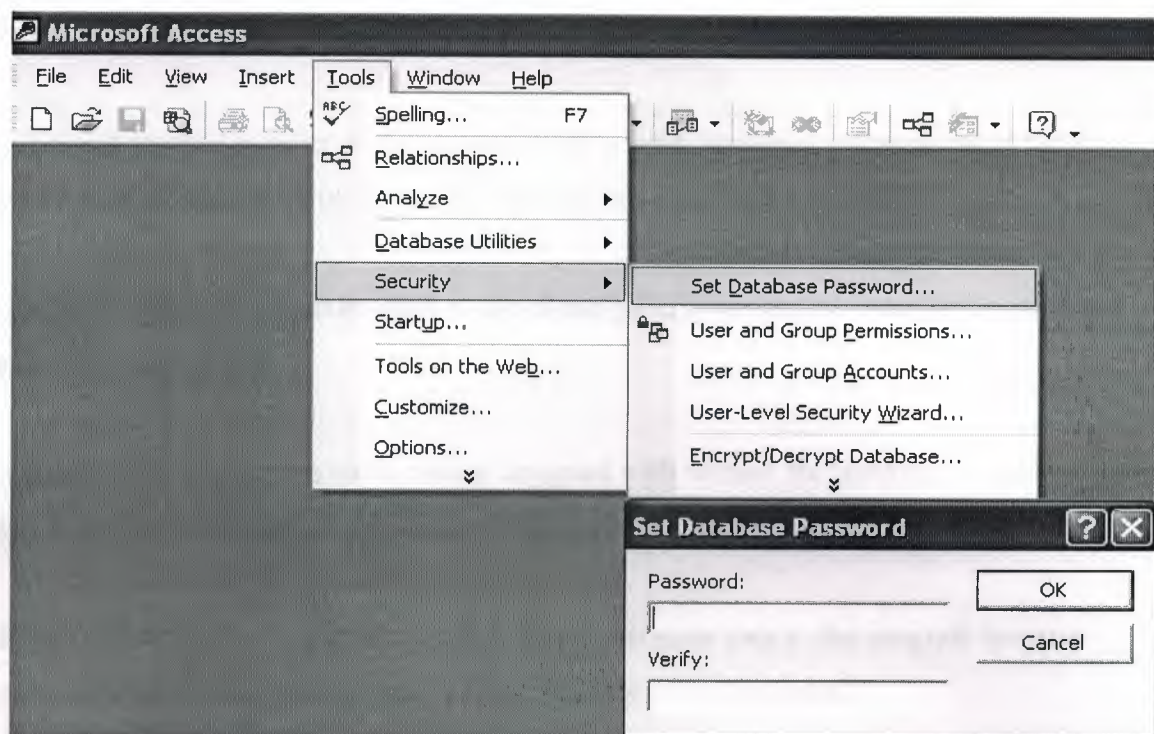 Microsoft Access
File Edit View Insert Tools Window Help
ABC Spelling... F7
Relationships...
Analyze
Database Utilities
Security
Startup...
Tools on the Web...
Customize...
Options...
Set Database Password...
User and Group Permissions...
User and Group Accounts...
User-Level Security Wizard...
Encrypt/Decrypt Database...
Set Database Password
Password:
OK
Cancel
Verify: